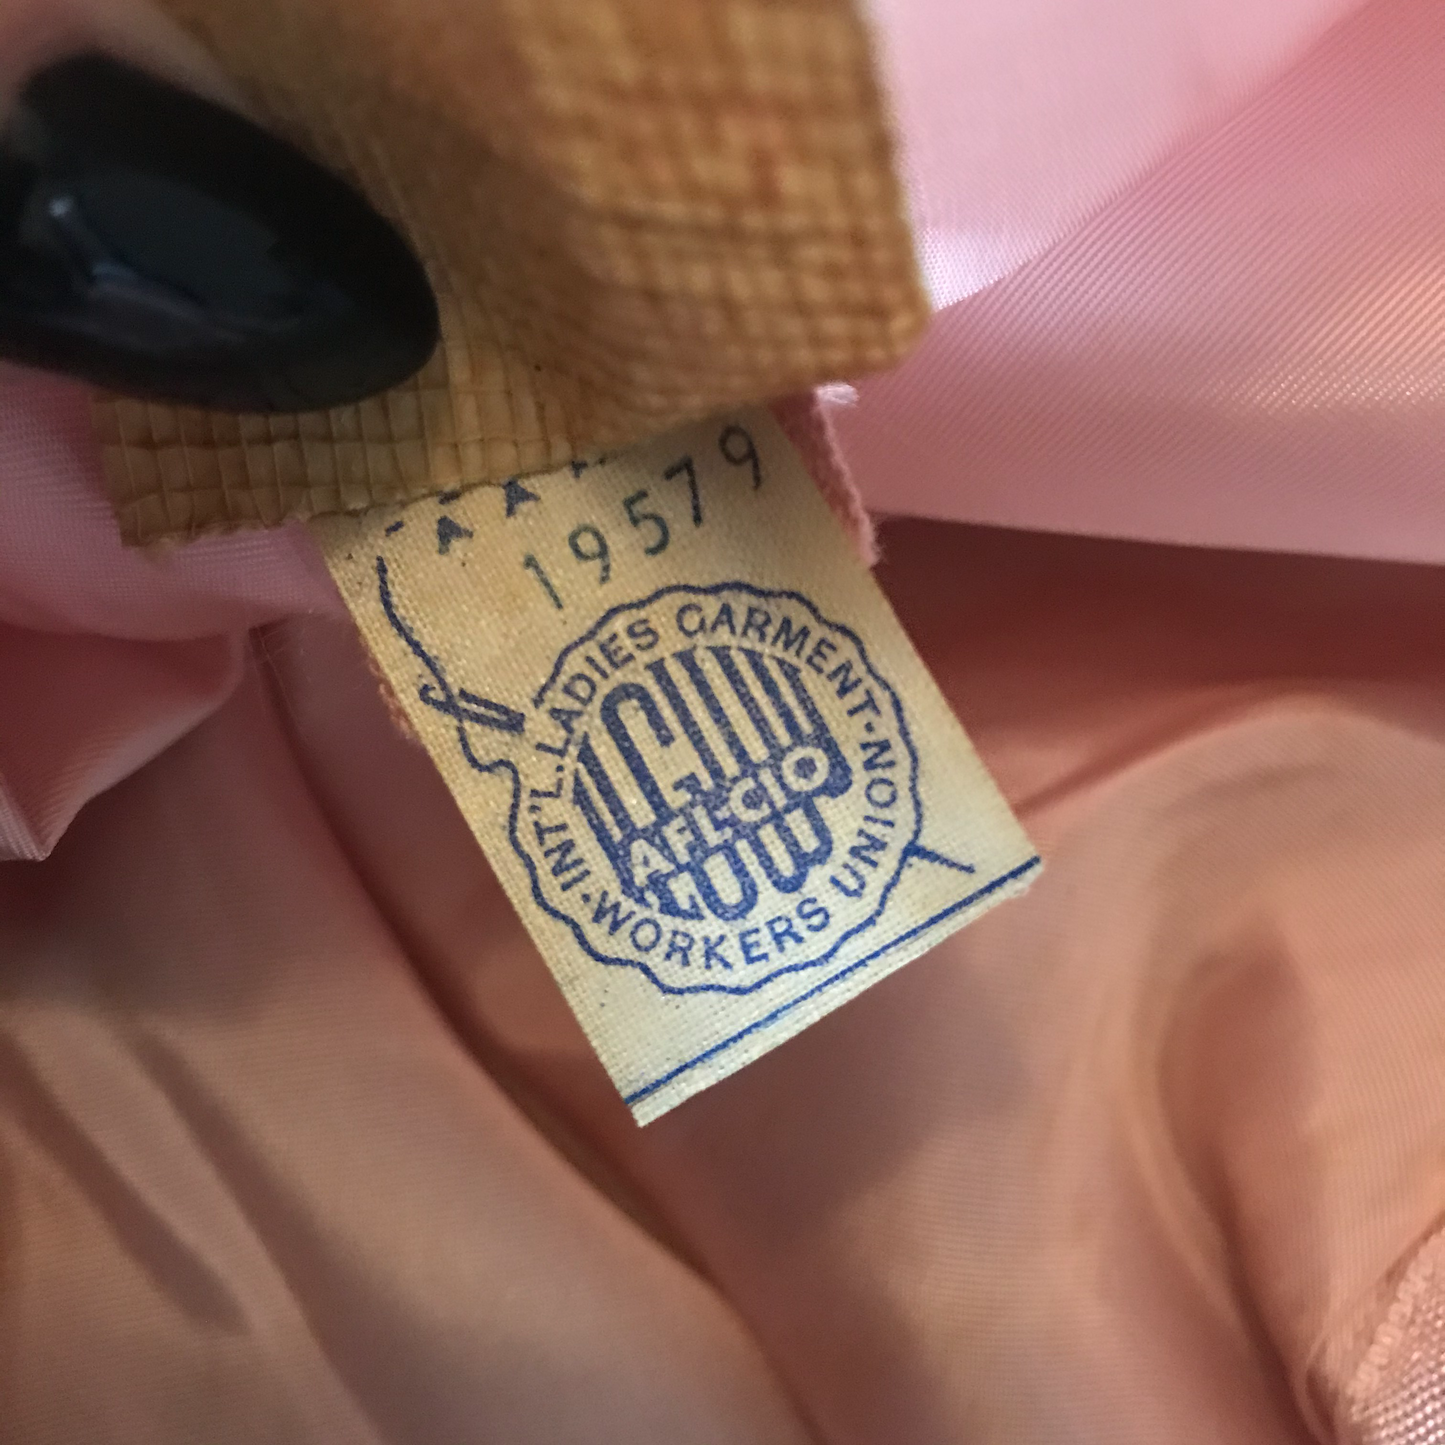 19579
INT'L. LADIES GARMENT
WORKERS UNION
ILGWU
AFL-CIO